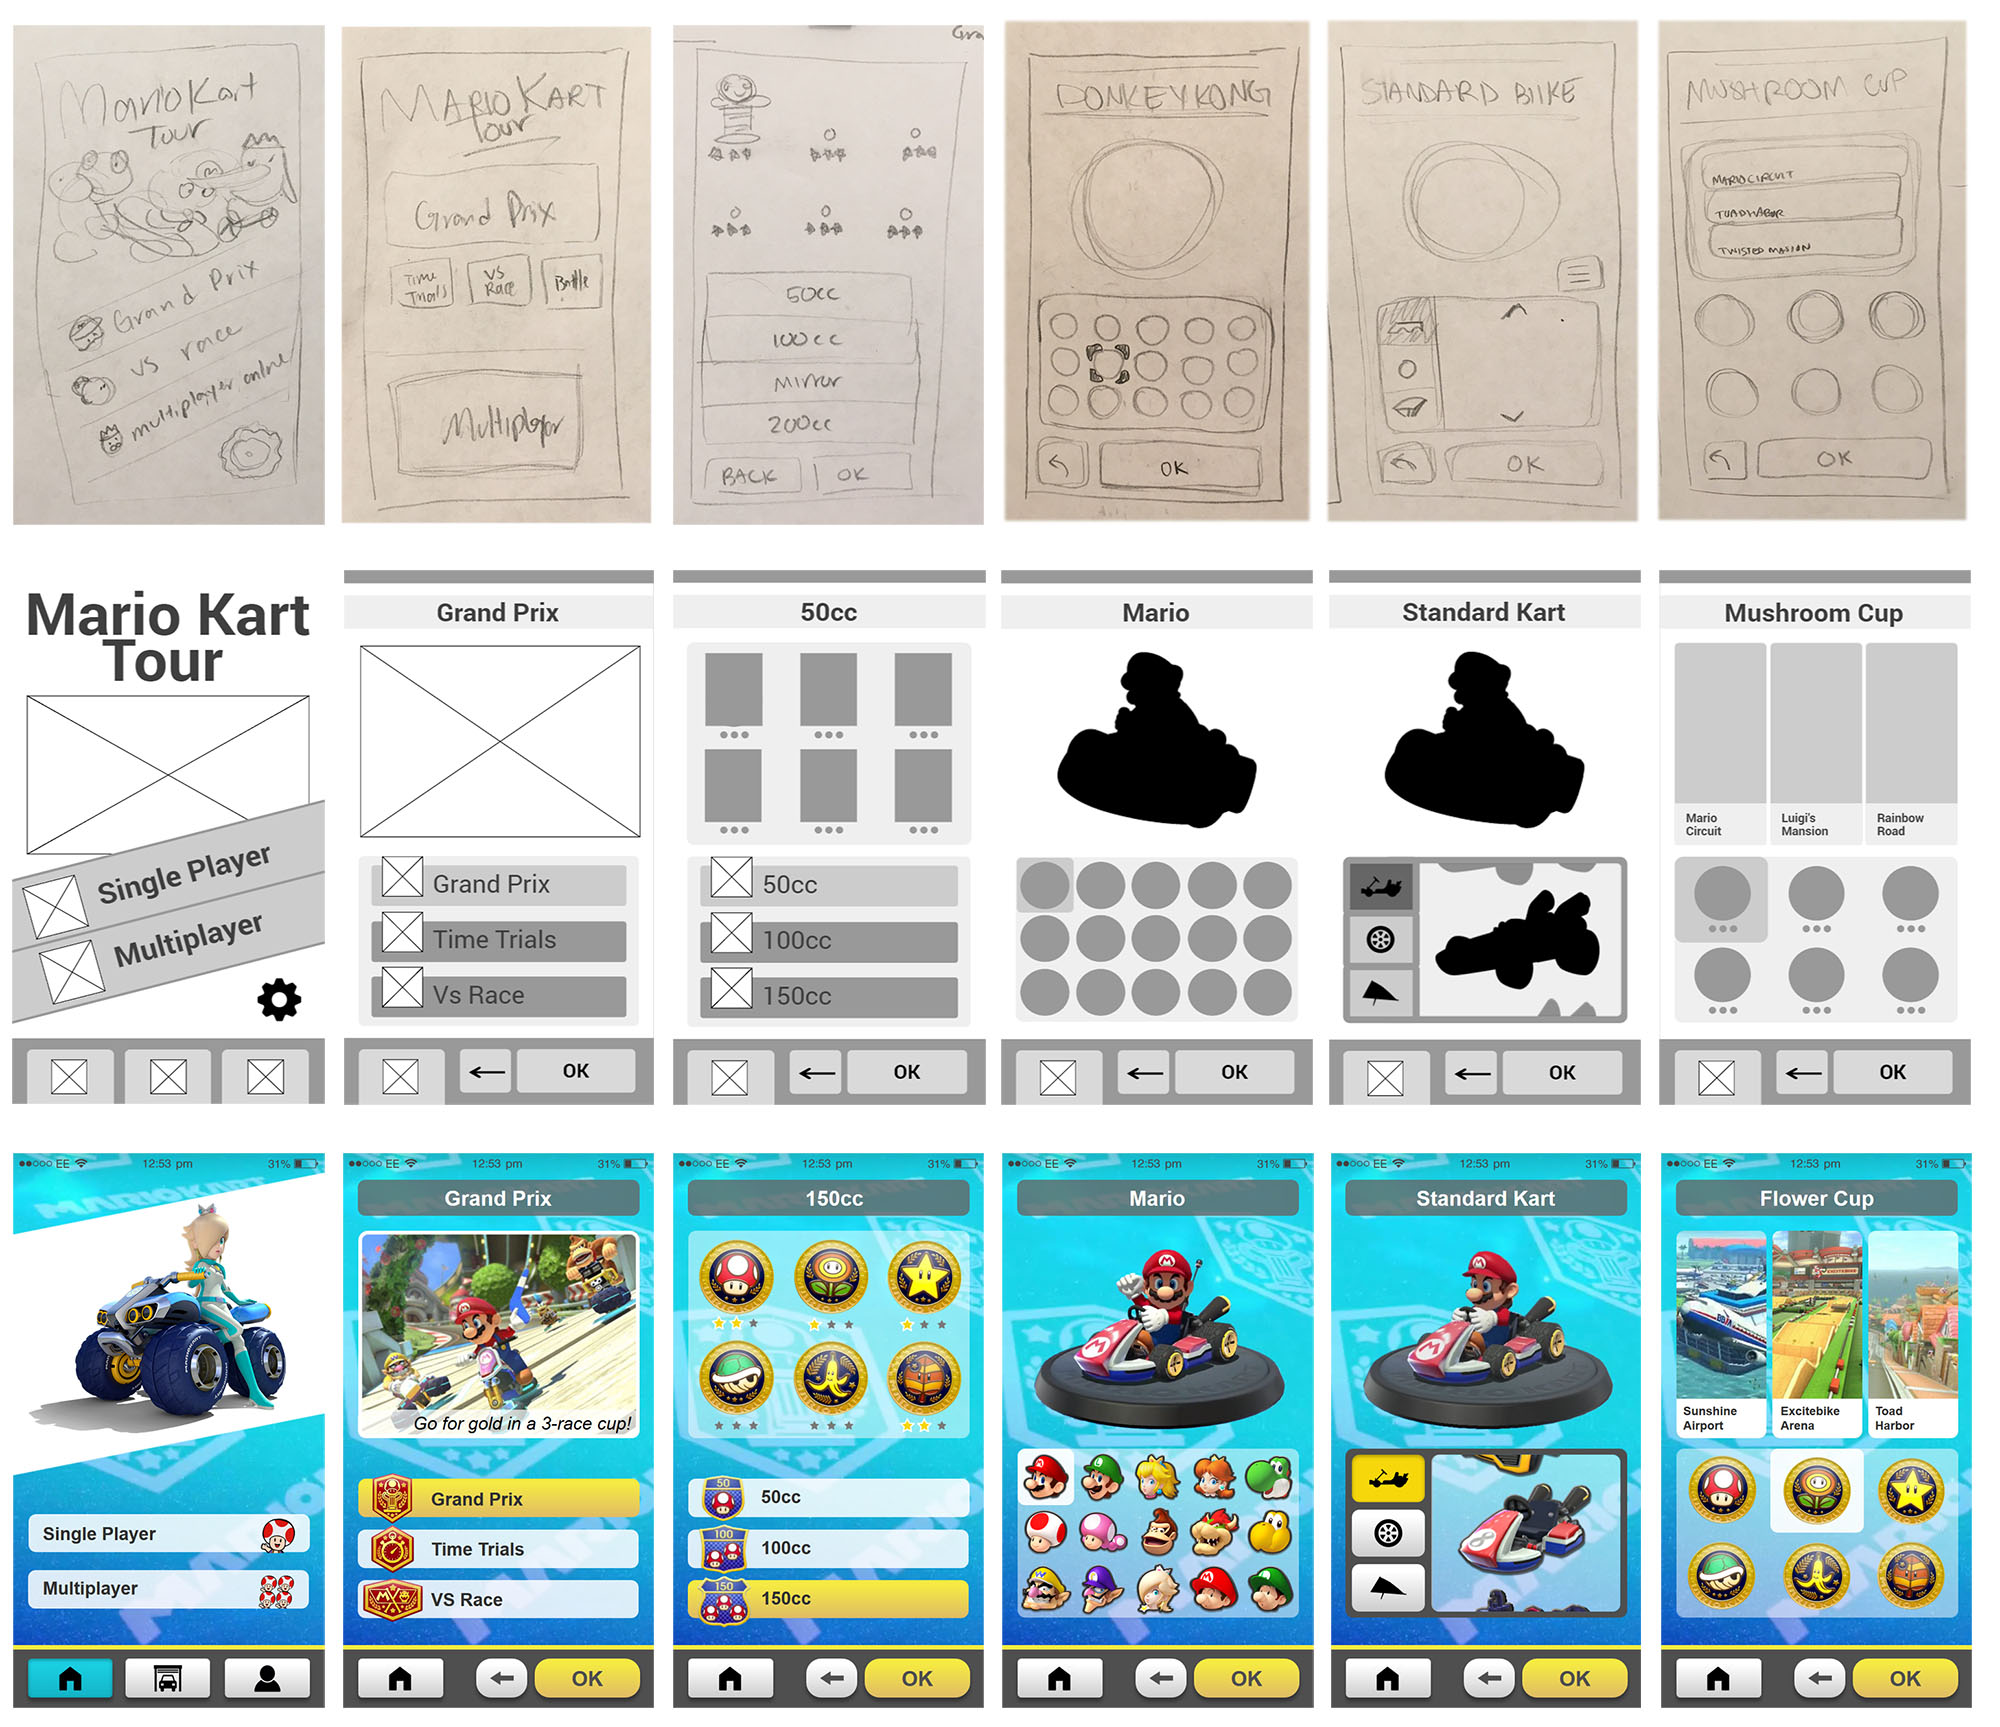 Mario Kart
Tour
Grand Prix
vs race
multiplayer online
MARIO KART
Tour
Grand Prix
Time
Trials
VS
Race
Battle
Multiplayer
50cc
100cc
mirror
200cc
BACK
OK
Gra
DONKEY KONG
OK
STANDARD BIIKE
OK
MUSHROOM CUP
MARIO CIRCUIT
TWISTED MASION
OK
Mario Kart
Tour
Single Player
Multiplayer
Grand Prix
Grand Prix
Time Trials
Vs Race
OK
50cc
50cc
100cc
150cc
OK
Mario
OK
Standard Kart
OK
Mushroom Cup
Mario
Circuit
Luigi's
Mansion
Rainbow
Road
OK
EE 12:53 pm 31%
MARIOKART
Single Player
Multiplayer
EE 12:53 pm 31%
Grand Prix
Go for gold in a 3-race cup!
Grand Prix
Time Trials
VS Race
OK
EE 12:53 pm 31%
150cc
50
50cc
100
100cc
150
150cc
OK
EE 12:53 pm 31%
Mario
OK
EE 12:53 pm 31%
Standard Kart
OK
EE 12:53 pm 31%
Flower Cup
Sunshine
Airport
Excitebike
Arena
Toad
Harbor
OK